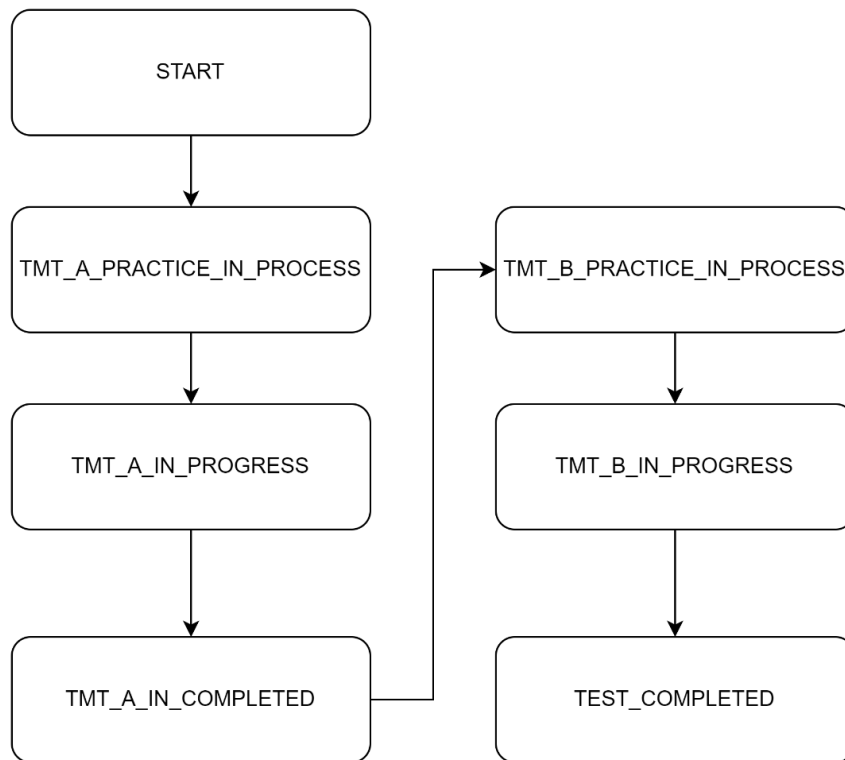 START
TMT_A_PRACTICE_IN_PROCESS
TMT_A_IN_PROGRESS
TMT_A_IN_COMPLETED
TMT_B_PRACTICE_IN_PROCESS
TMT_B_IN_PROGRESS
TEST_COMPLETED